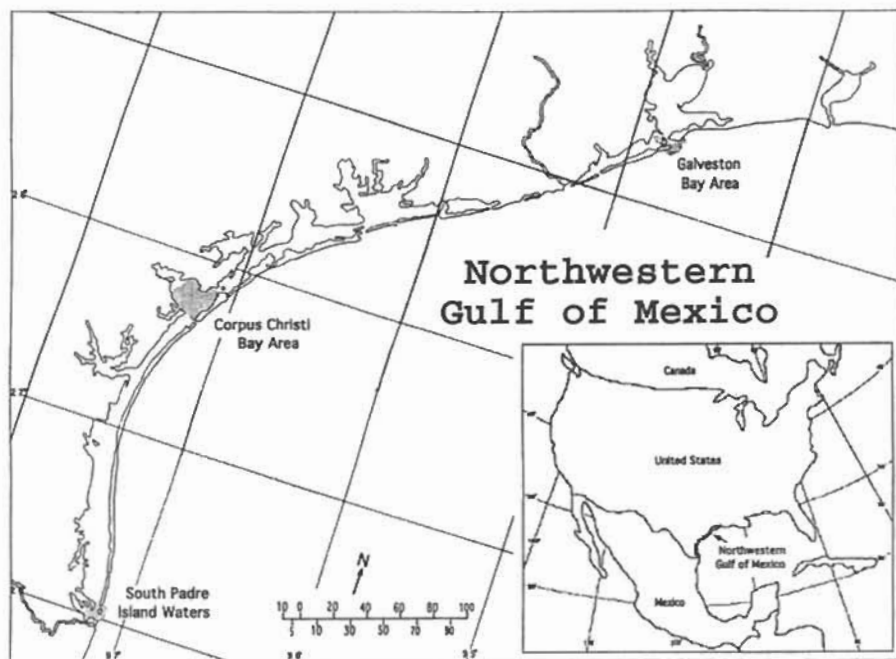 Galveston
Bay Area
Northwestern
Gulf of Mexico
Corpus Christi
Bay Area
South Padre
Island Waters
N
10 0 20 40 60 80 100
5 10 30 50 70 90
Canada
United States
Northwestern
Gulf of Mexico
Mexico